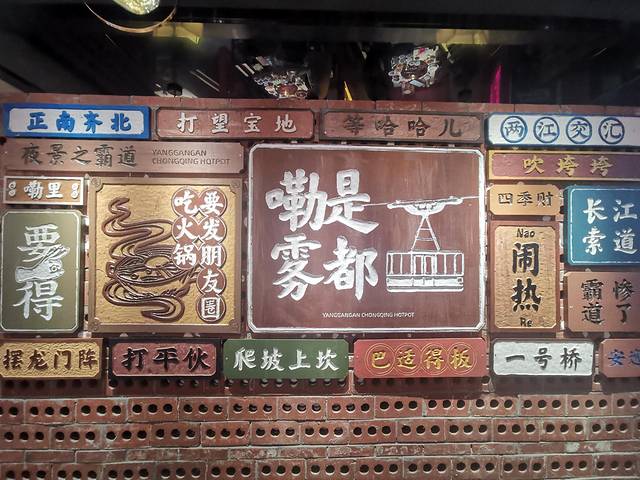 正南齐北
打望宝地
等哈哈儿
两江交汇
夜景之霸道
YANGGANGAN
CHONGQING HOTPOT
吹垮垮
嘞里
四季财
要得
吃火锅
要发朋友圈
嘞是
雾都
YANGGANGAN CHONGQING HOTPOT
Nao
闹热
Re
长江
索道
惨了
霸道
摆龙门阵
打平伙
爬坡上坎
巴适得板
一号桥